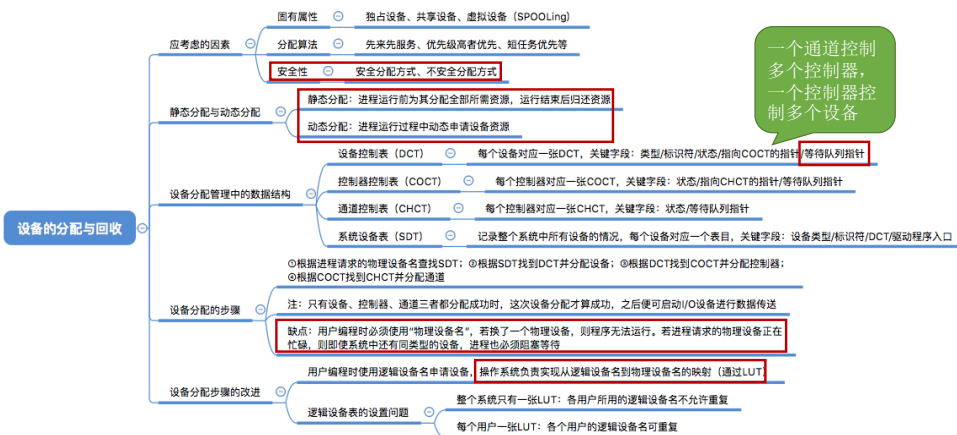 固有属性
独占设备、共享设备、虚拟设备（SPOOLing）
应考虑的因素
分配算法
先来先服务、优先级高者优先、短任务优先等
安全性
安全分配方式、不安全分配方式
一个通道控制
多个控制器，
一个控制器控
制多个设备
静态分配与动态分配
静态分配：进程运行前为其分配全部所需资源，运行结束后归还资源
动态分配：进程运行过程中动态申请设备资源
设备分配管理中的数据结构
设备控制表（DCT）
每个设备对应一张DCT，关键字段：类型/标识符/状态/指向COCT的指针/等待队列指针
控制器控制表（COCT）
每个控制器对应一张COCT，关键字段：状态/指向CHCT的指针/等待队列指针
通道控制表（CHCT）
每个控制器对应一张CHCT，关键字段：状态/等待队列指针
系统设备表（SDT）
记录整个系统中所有设备的情况，每个设备对应一个表目，关键字段：设备类型/标识符/DCT/驱动程序入口
设备的分配与回收
设备分配的步骤
①根据进程请求的物理设备名查找SDT；②根据SDT找到DCT并分配设备；③根据DCT找到COCT并分配控制器；
④根据COCT找到CHCT并分配通道
注：只有设备、控制器、通道三者都分配成功时，这次设备分配才算成功，之后便可启动I/O设备进行数据传送
缺点：用户编程时必须使用“物理设备名”，若换了一个物理设备，则程序无法运行。若进程请求的物理设备正在
忙碌，则即使系统中还有同类型的设备，进程也必须阻塞等待
设备分配步骤的改进
用户编程时使用逻辑设备名申请设备，操作系统负责实现从逻辑设备名到物理设备名的映射（通过LUT）
逻辑设备表的设置问题
整个系统只有一张LUT：各用户所用的逻辑设备名不允许重复
每个用户一张LUT：各个用户的逻辑设备名可重复